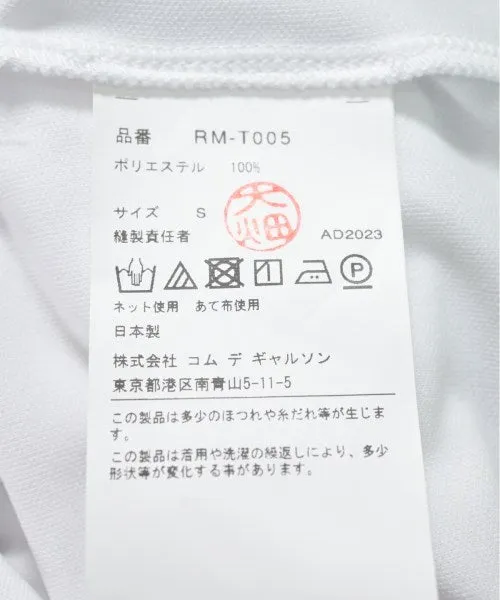 品番 RM-T005
ポリエステル 100%
サイズ S
大畑
縫製責任者 AD2023
ネット使用 あて布使用
日本製
株式会社 コム デ ギャルソン
東京都港区南青山5-11-5
この製品は多少のほつれや糸だれ等が生じま
す。
この製品は着用や洗濯の繰返しにより、多少
形状等が変化する事があります。